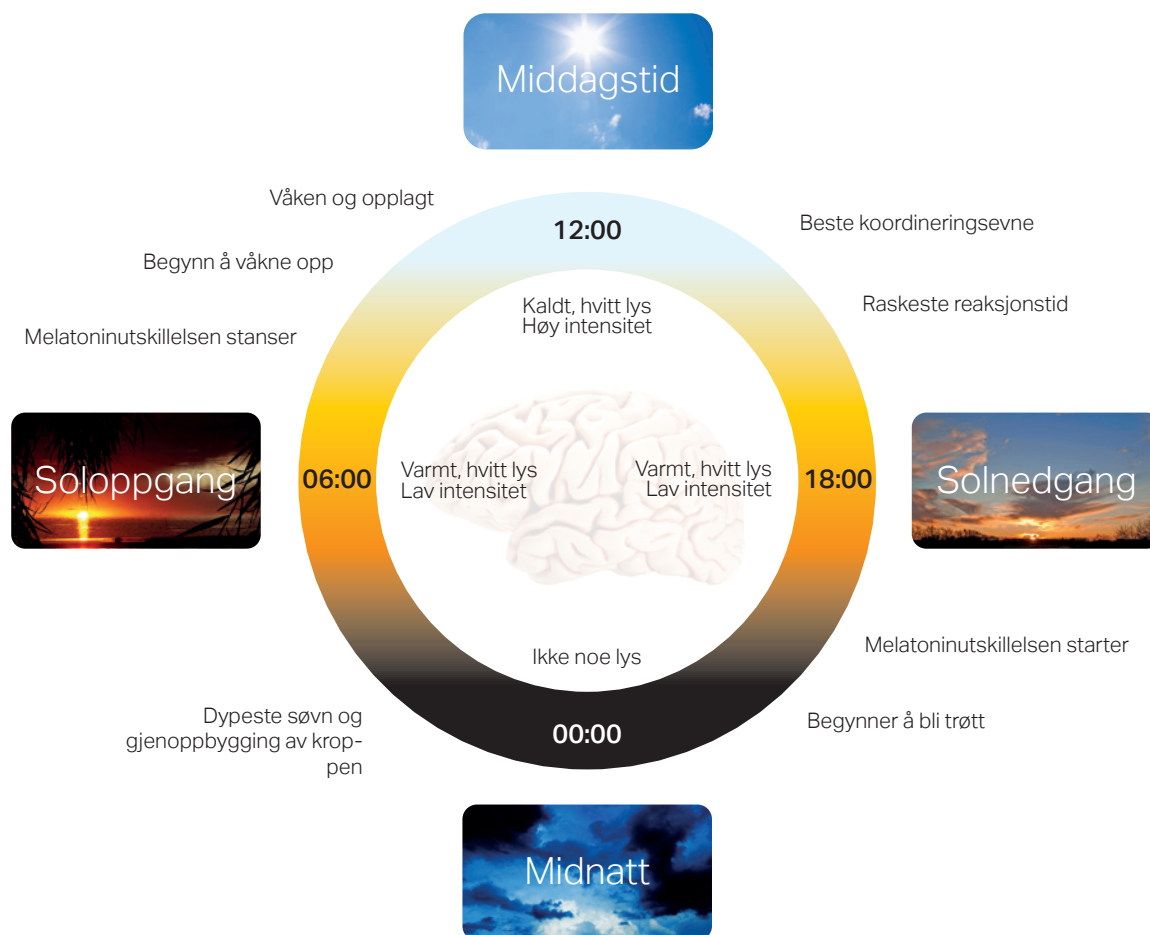 Middagstid
Våken og opplagt
12:00
Beste koordineringsevne
Begynn å våkne opp
Kaldt, hvitt lys
Høy intensitet
Raskeste reaksjonstid
Melatoninutskillelsen stanser
Soloppgang
06:00
Varmt, hvitt lys
Lav intensitet
Varmt, hvitt lys
Lav intensitet
18:00
Solnedgang
Ikke noe lys
Melatoninutskillelsen starter
Dypeste søvn og
gjenoppbygging av krop-
pen
00:00
Begynner å bli trøtt
Midnatt